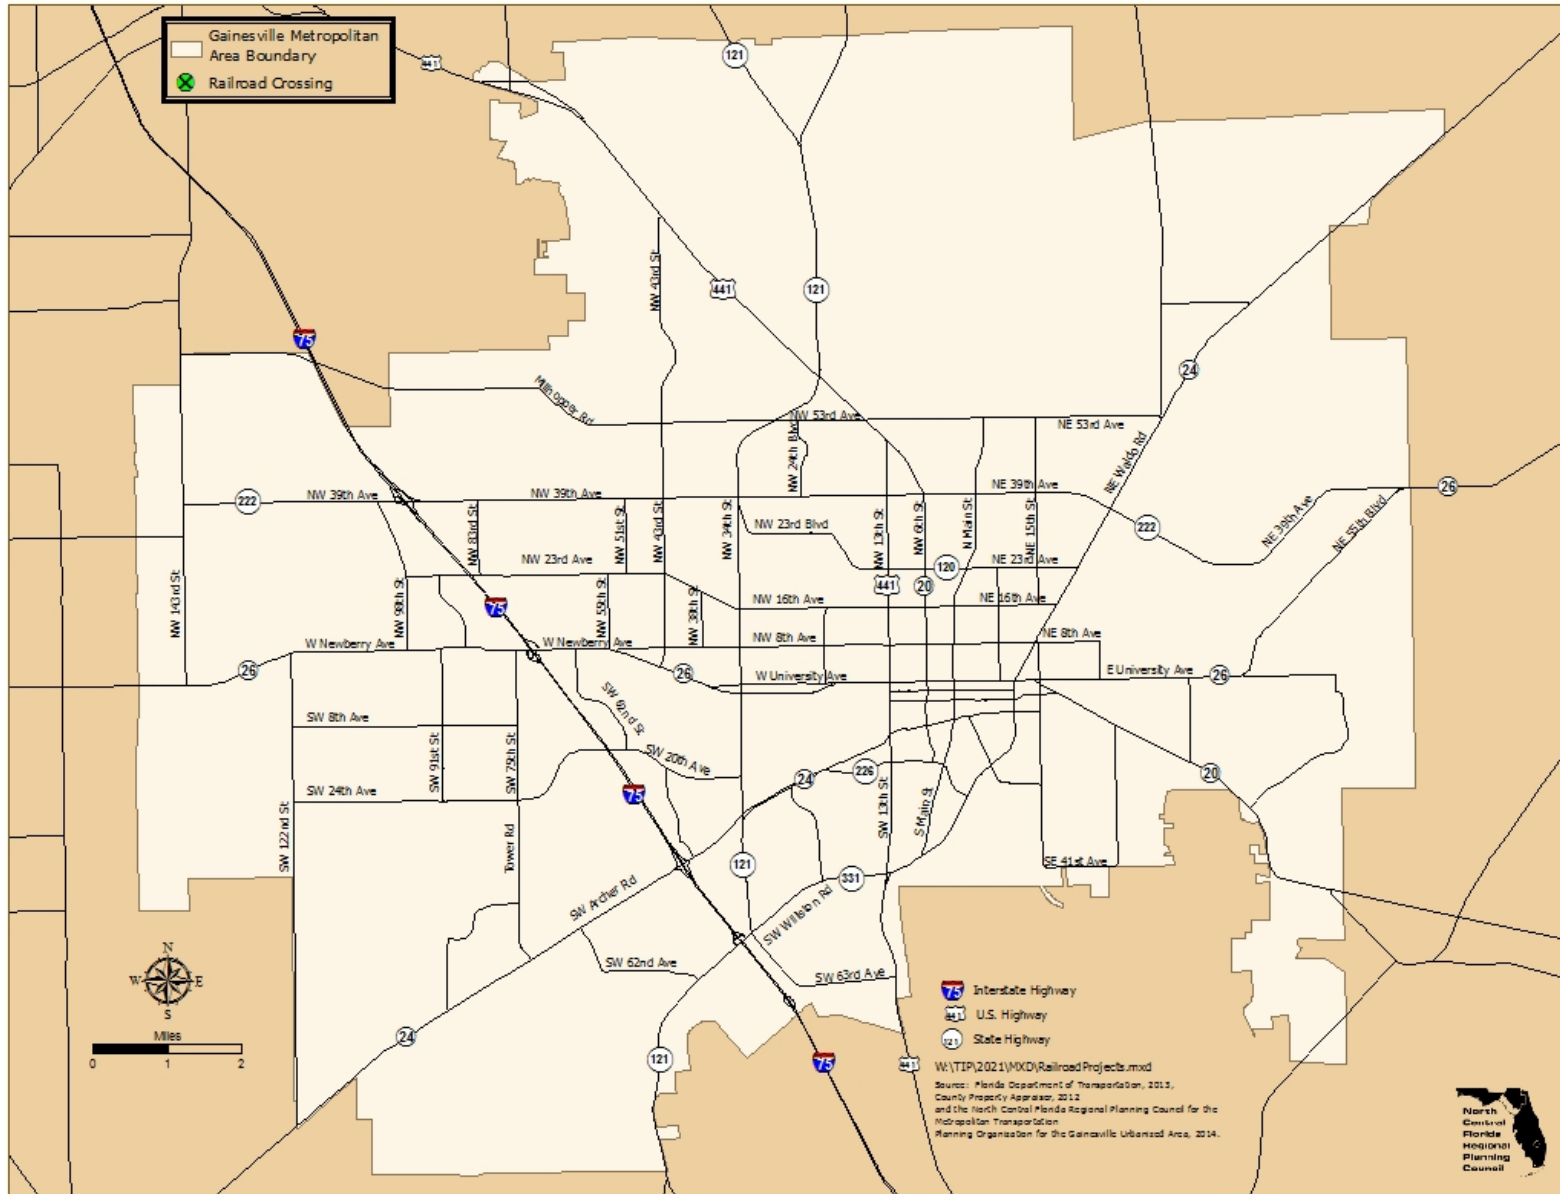 Gainesville Metropolitan
Area Boundary
Railroad Crossing
441
121
NW 43rd St
441
121
75
24
Millhopper Rd
NW 53rd Ave
NE 53rd Ave
NW 24th Blvd
NE Waldo Rd
222
NW 39th Ave
NW 39th Ave
NE 39th Ave
26
NW 83rd St
NW 51st St
NW 43rd St
NW 34th St
NW 23rd Blvd
NW 13th St
NW 6th St
N Main St
NE 15th St
222
NE 39th Ave
NE 55th Blvd
NW 23rd Ave
120
NE 23rd Ave
NW 143rd St
NW 98th St
75
NW 55th St
NW 38th St
NW 16th Ave
441
20
NE 16th Ave
W Newberry Ave
W Newberry Ave
NW 8th Ave
NE 8th Ave
26
26
W University Ave
E University Ave
26
SW 8th Ave
SW 62nd St
SW 91st St
SW 75th St
SW 20th Ave
24
226
20
SW 24th Ave
75
SW 122nd St
Tower Rd
SW 13th St
S Main St
121
331
SE 41st Ave
SW Archer Rd
SW Williston Rd
SW 62nd Ave
SW 63rd Ave
N
W
E
S
Miles
0
1
2
24
121
75
441
75
Interstate Highway
441
U.S. Highway
121
State Highway
W:\TIP\2021\MXD\RailroadProjects.mxd
Source: Florida Department of Transportation, 2013,
County Property Appraiser, 2012
and the North Central Florida Regional Planning Council for the
Metropolitan Transportation
Planning Organization for the Gainesville Urbanized Area, 2014.
North
Central
Florida
Regional
Planning
Council